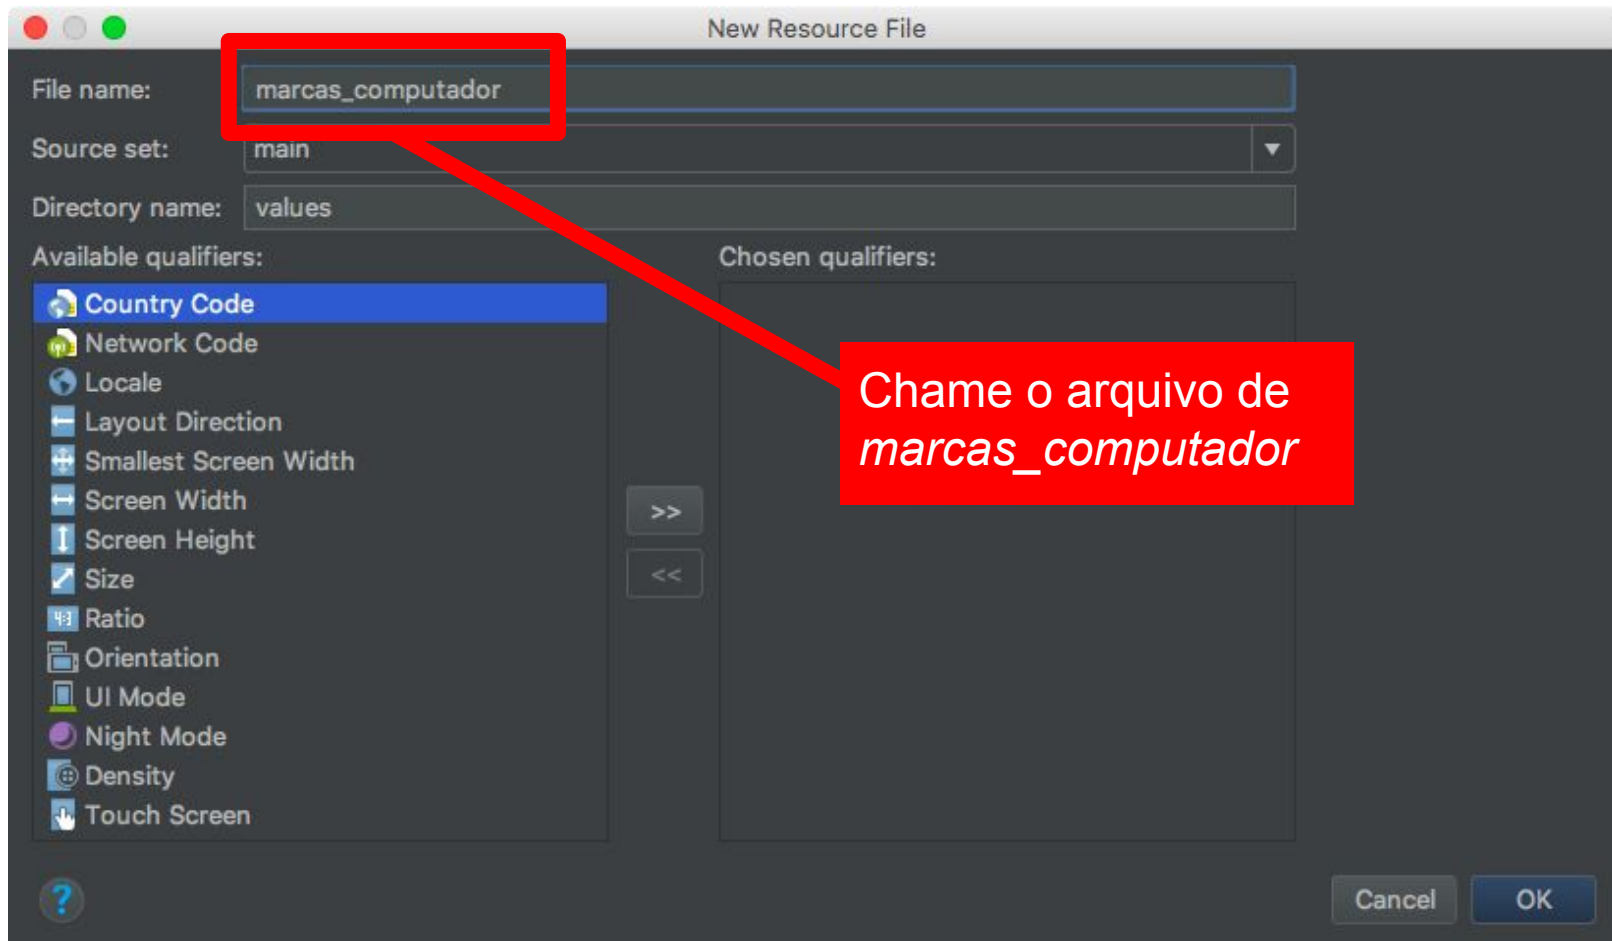 New Resource File
File name: marcas_computador
Source set: main
Directory name: values
Available qualifiers:
Chosen qualifiers:
Country Code
Network Code
Locale
Layout Direction
Smallest Screen Width
Screen Width
Screen Height
Size
4:3 Ratio
Orientation
UI Mode
Night Mode
Density
Touch Screen
>>
<<
Chame o arquivo de
marcas_computador
?
Cancel
OK